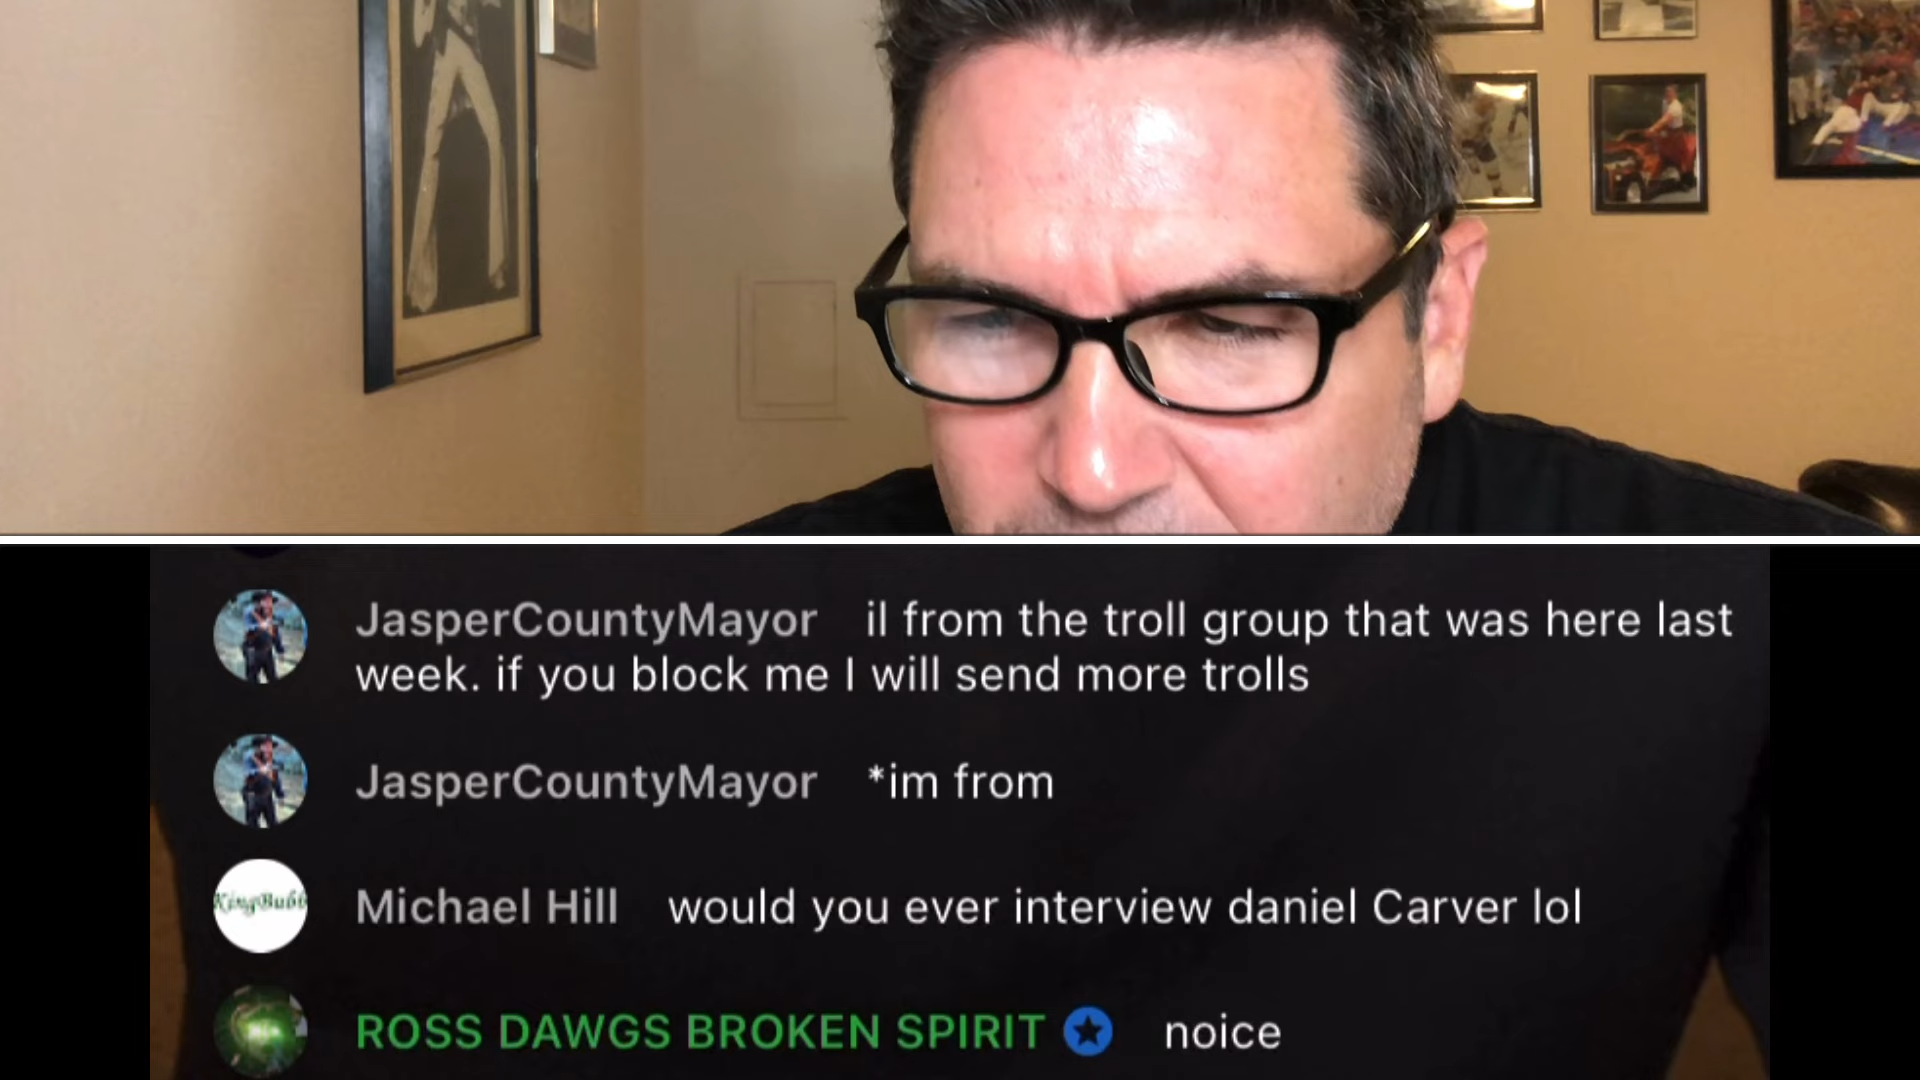 JasperCountyMayor il from the troll group that was here last
week. if you block me I will send more trolls
JasperCountyMayor *im from
KingBubb
Michael Hill would you ever interview daniel Carver lol
ROSS DAWGS BROKEN SPIRIT noice